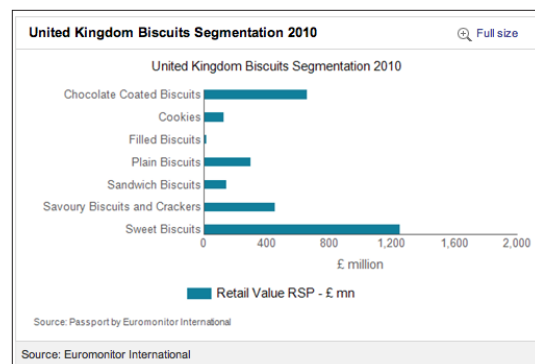 United Kingdom Biscuits Segmentation 2010 Full size
United Kingdom Biscuits Segmentation 2010
Chocolate Coated Biscuits
Cookies
Filled Biscuits
Plain Biscuits
Sandwich Biscuits
Savoury Biscuits and Crackers
Sweet Biscuits
0 400 800 1,200 1,600 2,000
£ million
Retail Value RSP - £ mn
Source: Passport by Euromonitor International
Source: Euromonitor International